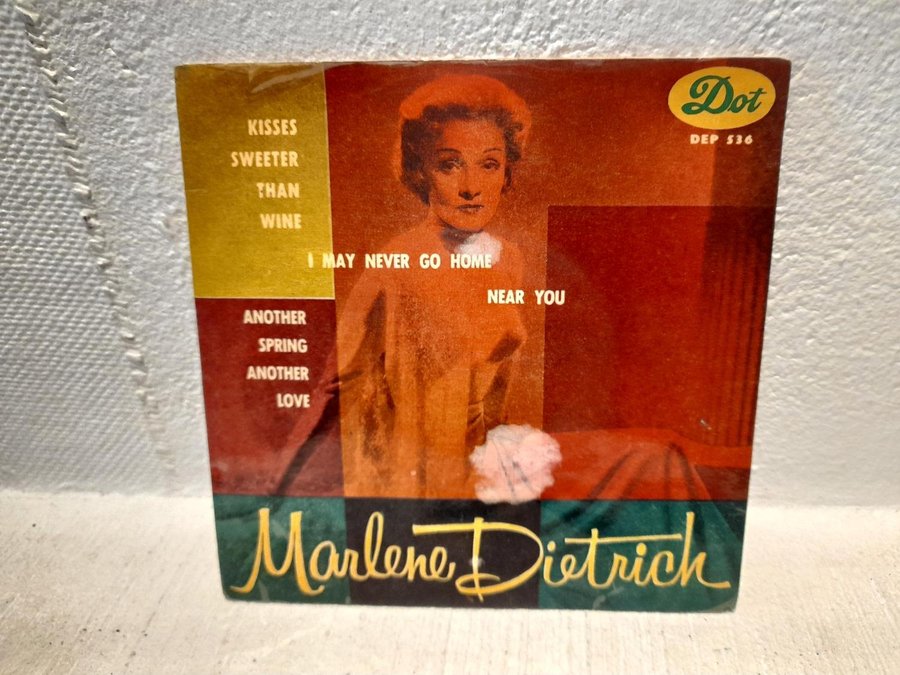 Dot
DEP 536
KISSES
SWEETER
THAN
WINE
I MAY NEVER GO HOME
NEAR YOU
ANOTHER
SPRING
ANOTHER
LOVE
Marlene Dietrich